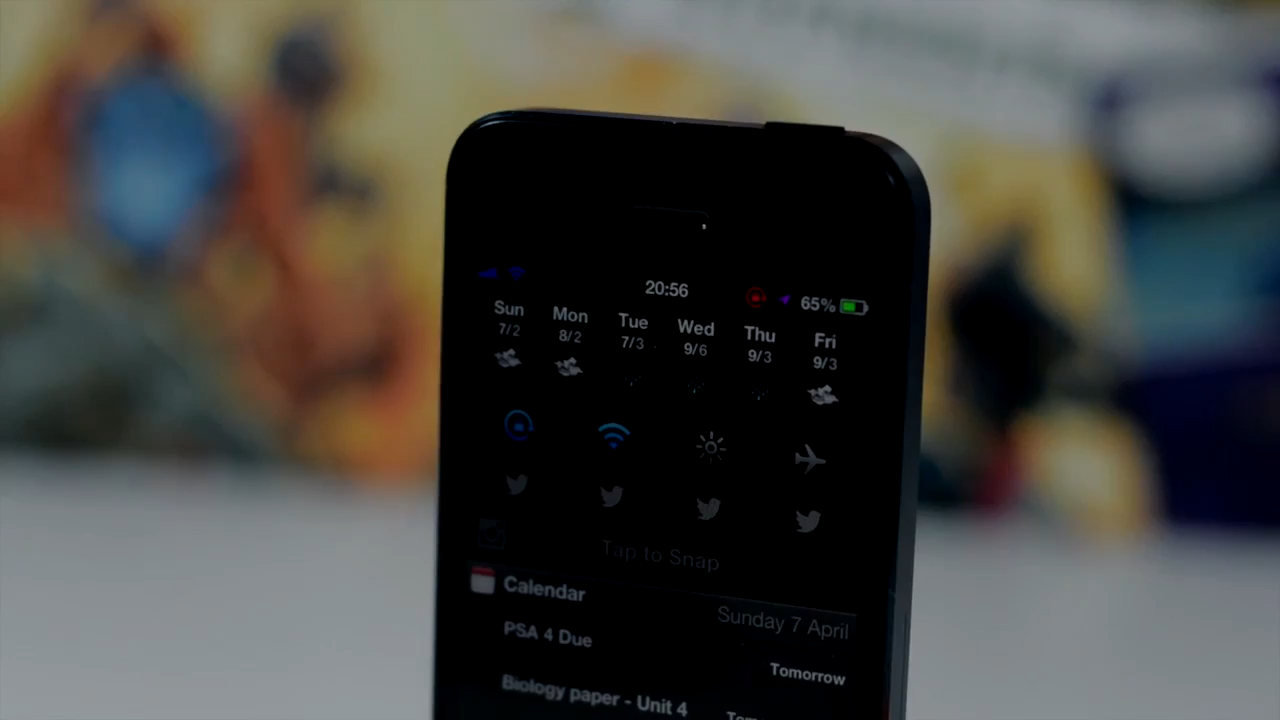 20:56 65%
Sun Mon Tue Wed Thu Fri
7/2 8/2 7/3 9/6 9/3 9/3
Tap to Snap
Calendar
Sunday 7 April
PSA 4 Due
Tomorrow
Biology paper - Unit 4